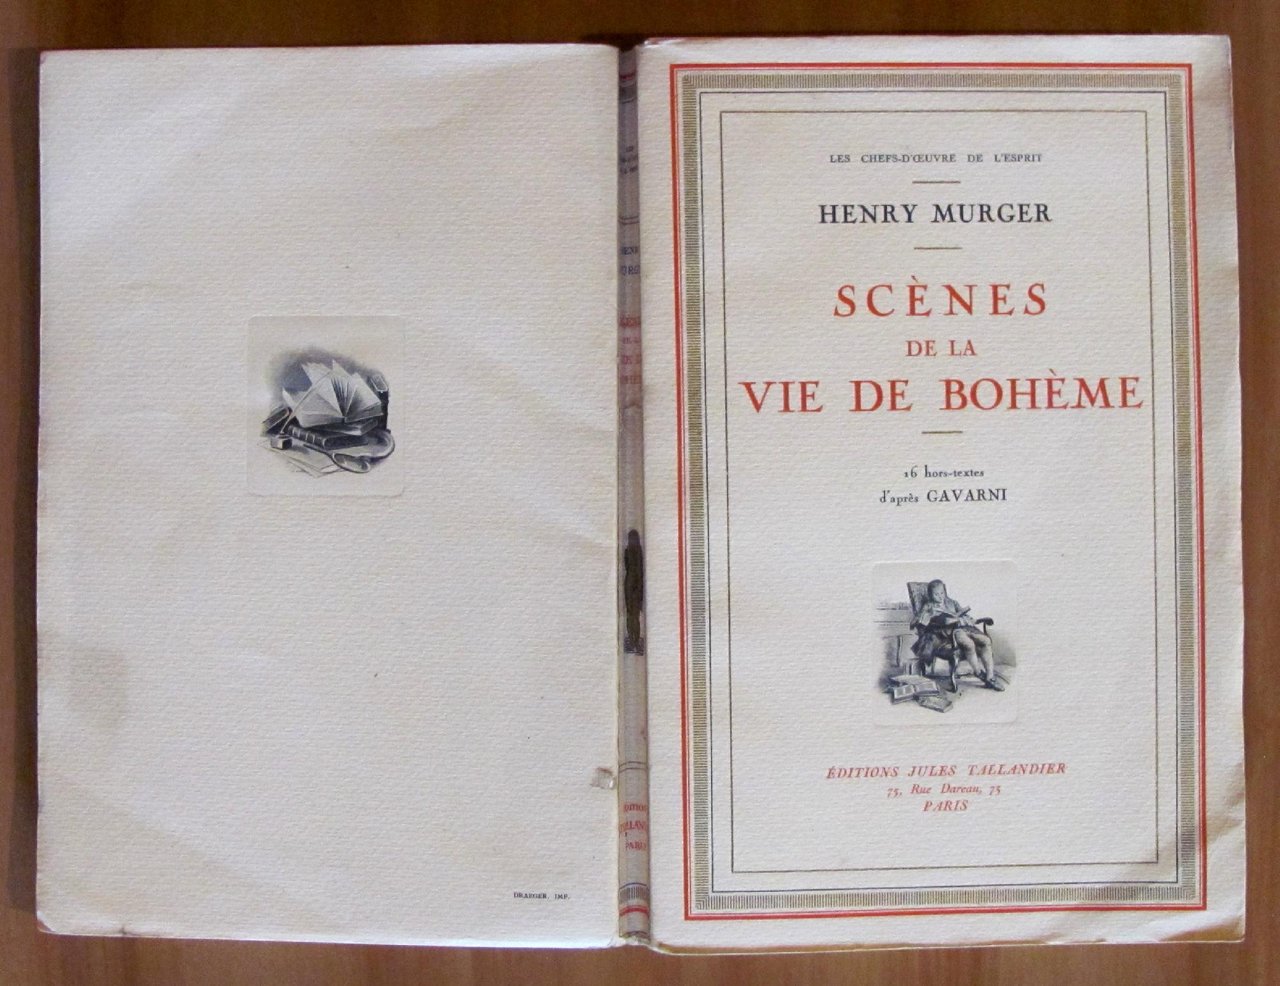 DRAEGER, IMP.
LES CHEFS-D'ŒUVRE DE L'ESPRIT
HENRY MURGER
SCÈNES
DE LA
VIE DE BOHÈME
16 hors-textes
d'après GAVARNI
ÉDITIONS JULES TALLANDIER
75, Rue Dareau, 75
PARIS